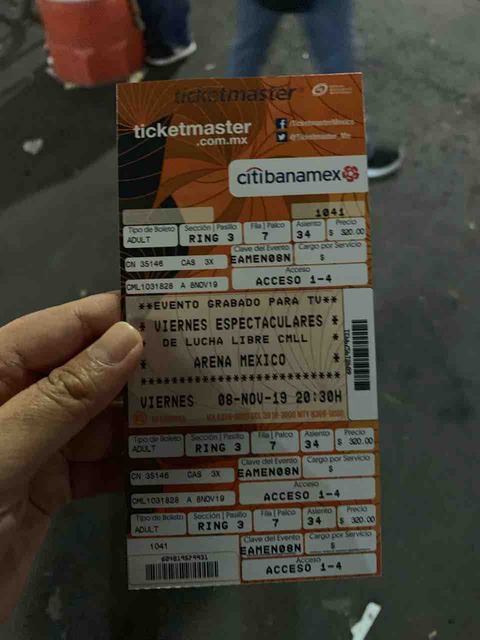 ticketmaster
ticketmaster
.com.mx
/TicketmasterMexico
@Ticketmaster_Me
citibanamex
1041
Tipo de Boleto Sección | Pasillo Fila | Palco Asiento Precio
ADULT RING 3 7 34 $ 320.00
Clave del Evento Cargo por Servicio
CN 35146 CAS 3X EAMEN08N $
Acceso
CML1031828 A 8NOV19 ACCESO 1-4
**EVENTO GRABADO PARA TV**
* VIERNES ESPECTACULARES *
* DE LUCHA LIBRE CMLL *
* ARENA MEXICO *
VIERNES 08-NOV-19 20:30H
Tipo de Boleto Sección | Pasillo Fila | Palco Asiento Precio
ADULT RING 3 7 34 $ 320.00
Clave del Evento Cargo por Servicio
CN 35146 CAS 3X EAMEN08N $
Acceso
CML1031828 A 8NOV19 ACCESO 1-4
Tipo de Boleto Sección | Pasillo Fila | Palco Asiento Precio
ADULT RING 3 7 34 $ 320.00
1041 Clave del Evento Cargo por Servicio
EAMEN08N $
Acceso
ACCESO 1-4